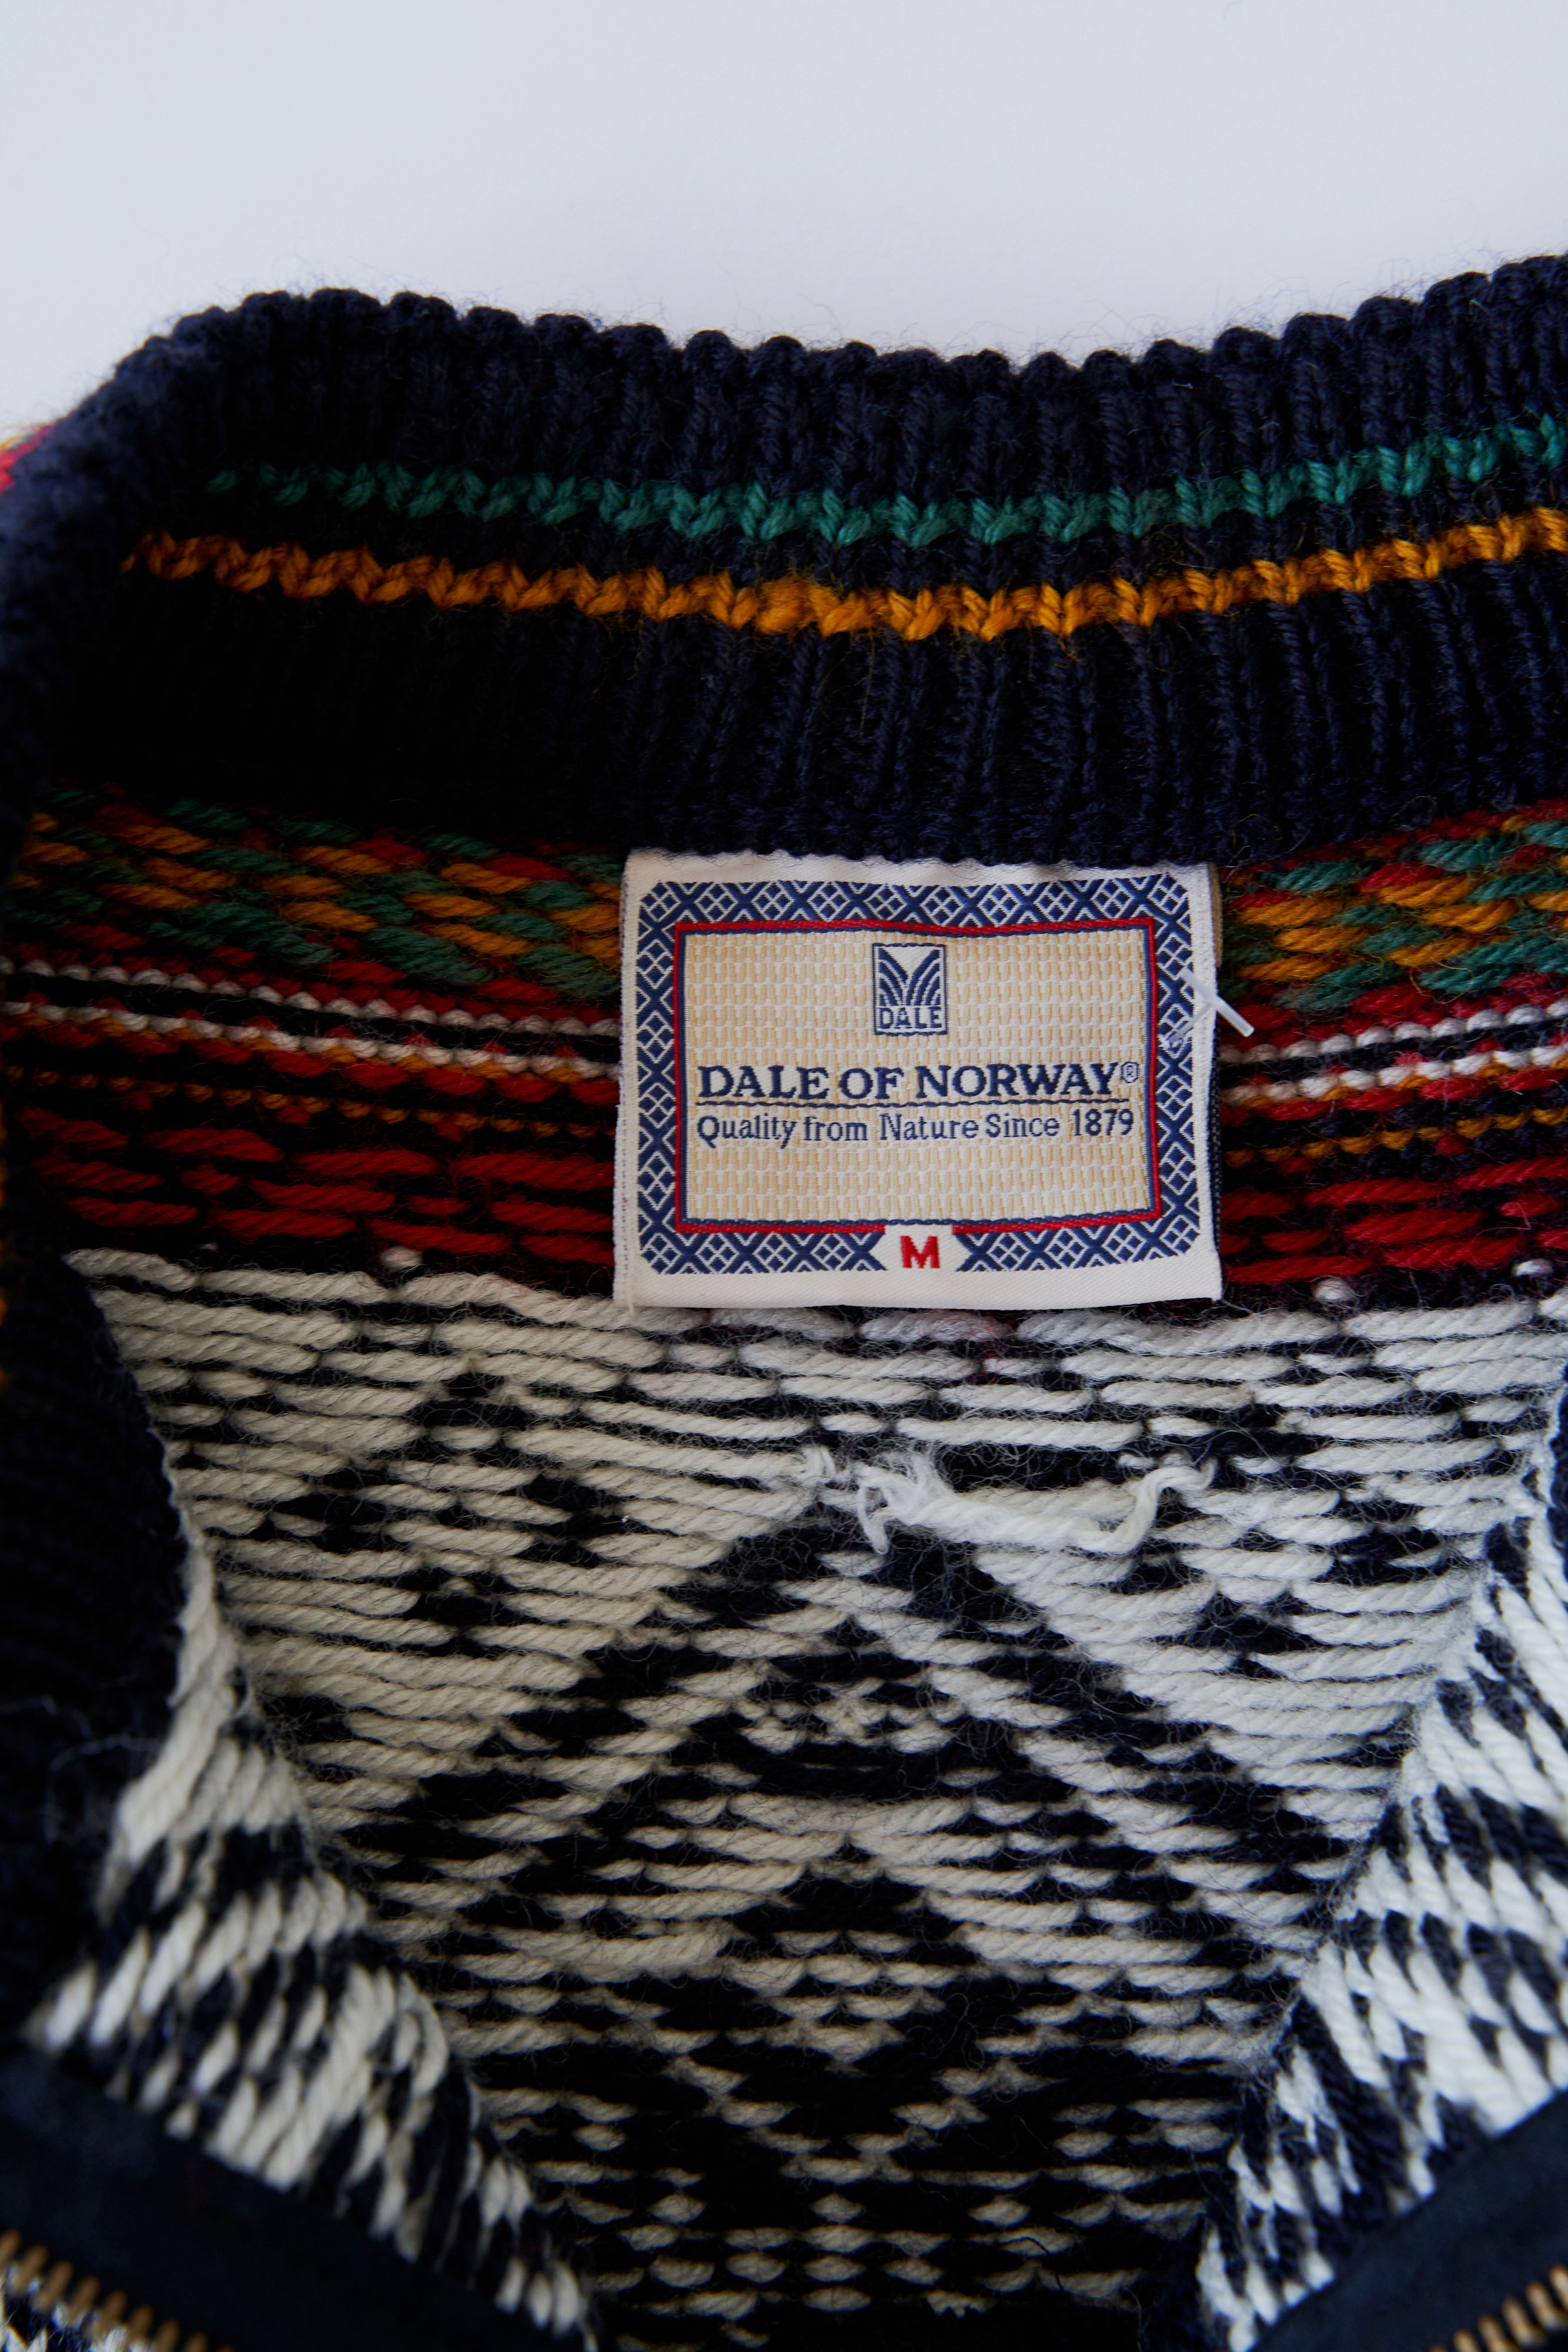 DALE
DALE OF NORWAY®
Quality from Nature Since 1879
M